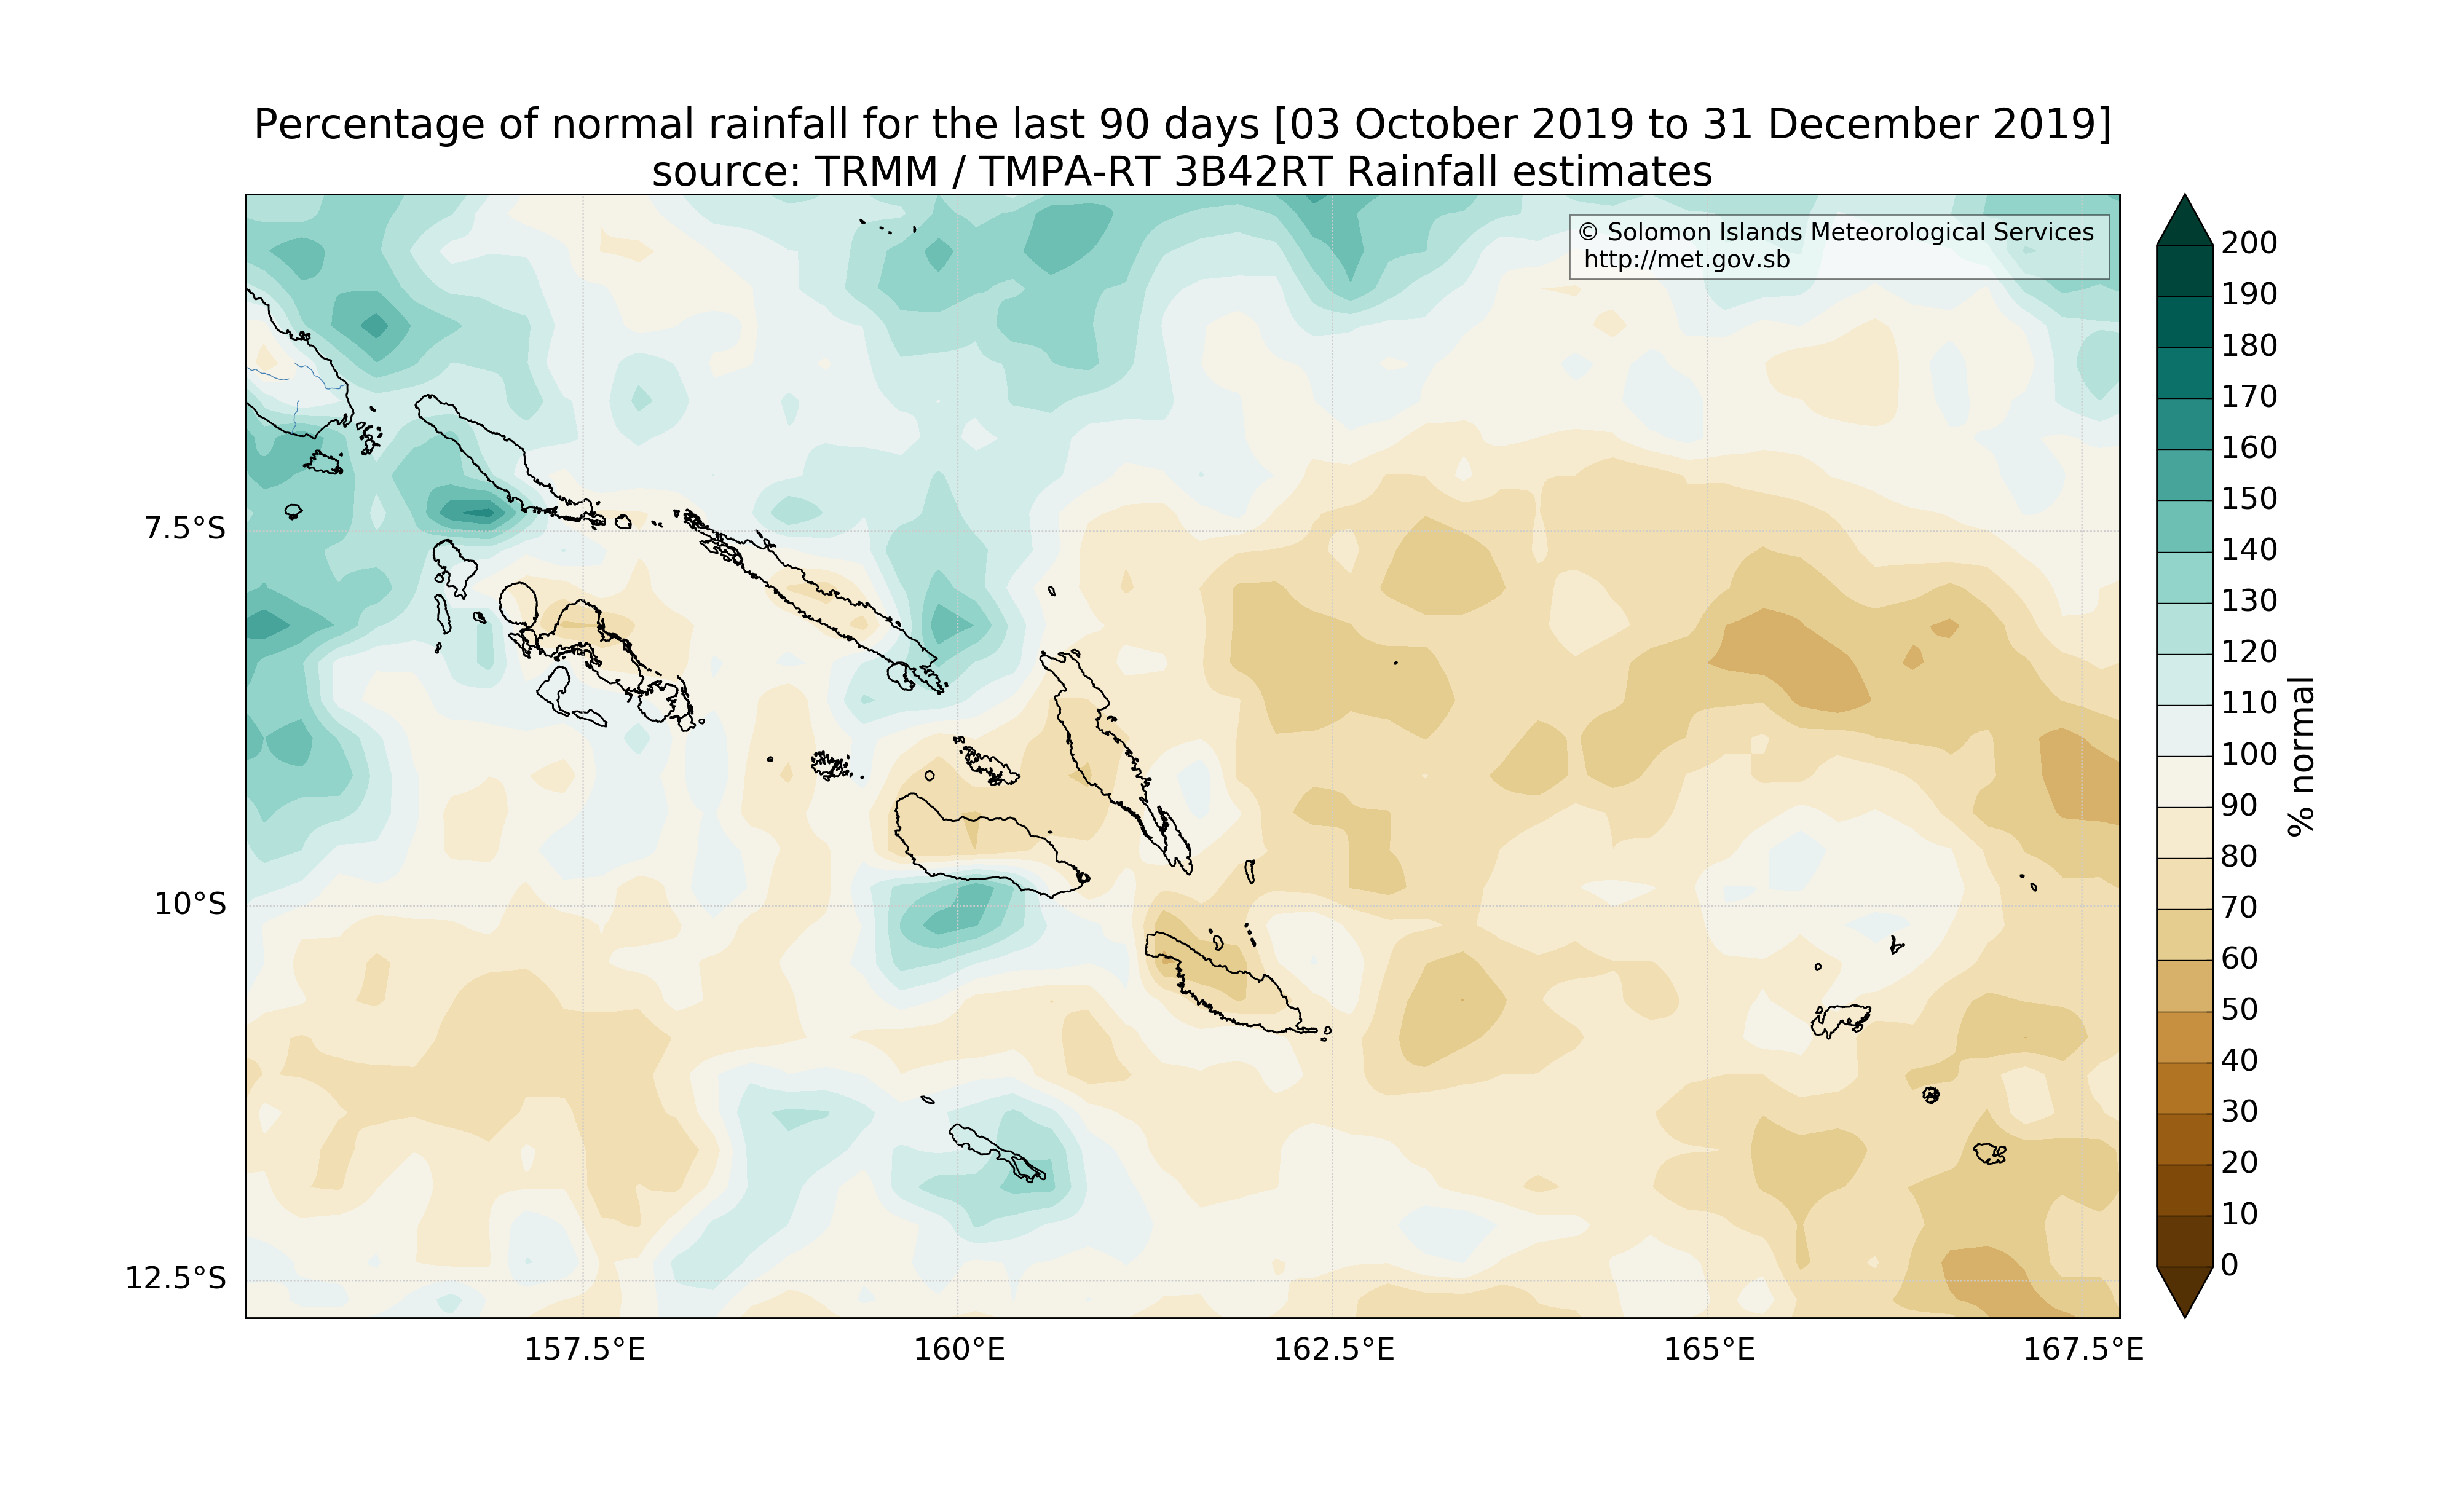 Percentage of normal rainfall for the last 90 days [03 October 2019 to 31 December 2019]
source: TRMM / TMPA-RT 3B42RT Rainfall estimates
© Solomon Islands Meteorological Services
http://met.gov.sb
7.5°S
10°S
12.5°S
157.5°E
160°E
162.5°E
165°E
167.5°E
200
190
180
170
160
150
140
130
120
110
100
90
80
70
60
50
40
30
20
10
0
% normal